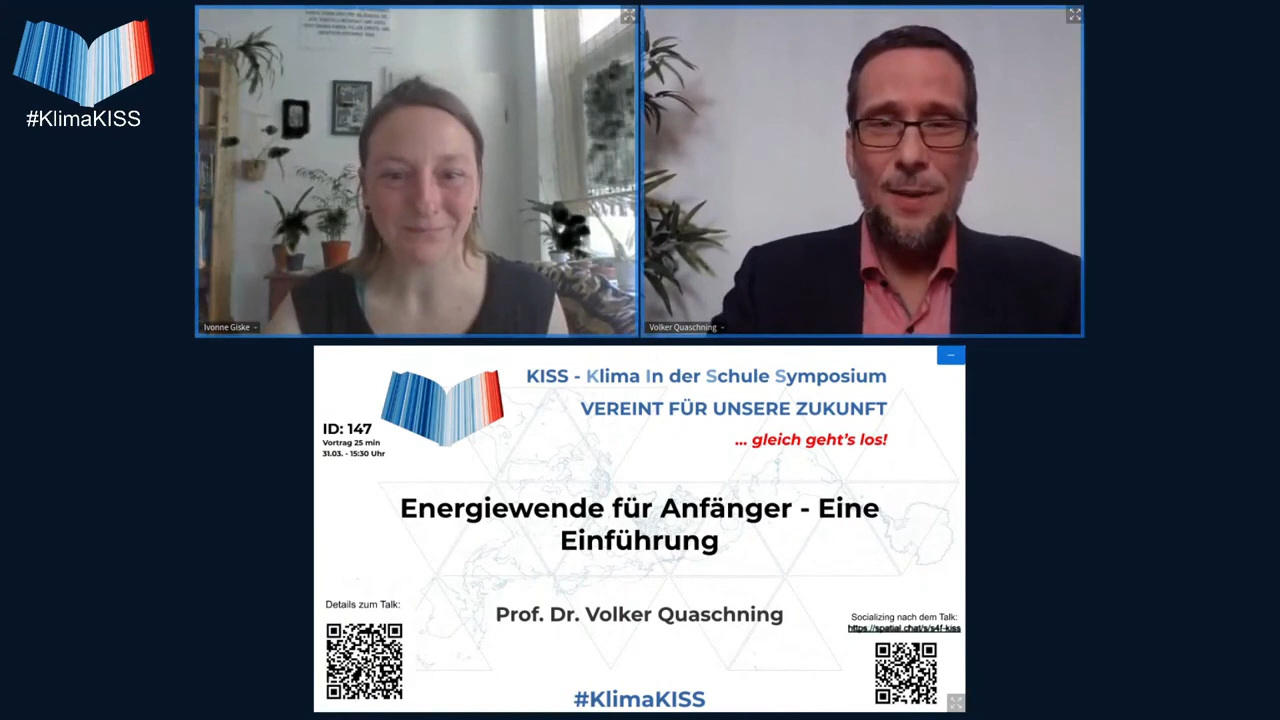 #KlimaKISS
Ivonne Giske
Volker Quaschning
KISS - Klima In der Schule Symposium
VEREINT FÜR UNSERE ZUKUNFT
... gleich geht's los!
ID: 147
Vortrag 25 min
31.03. - 15:30 Uhr
Energiewende für Anfänger - Eine
Einführung
Prof. Dr. Volker Quaschning
Details zum Talk:
Socializing nach dem Talk:
https://spatial.chat/s/s4f-kiss
#KlimaKISS